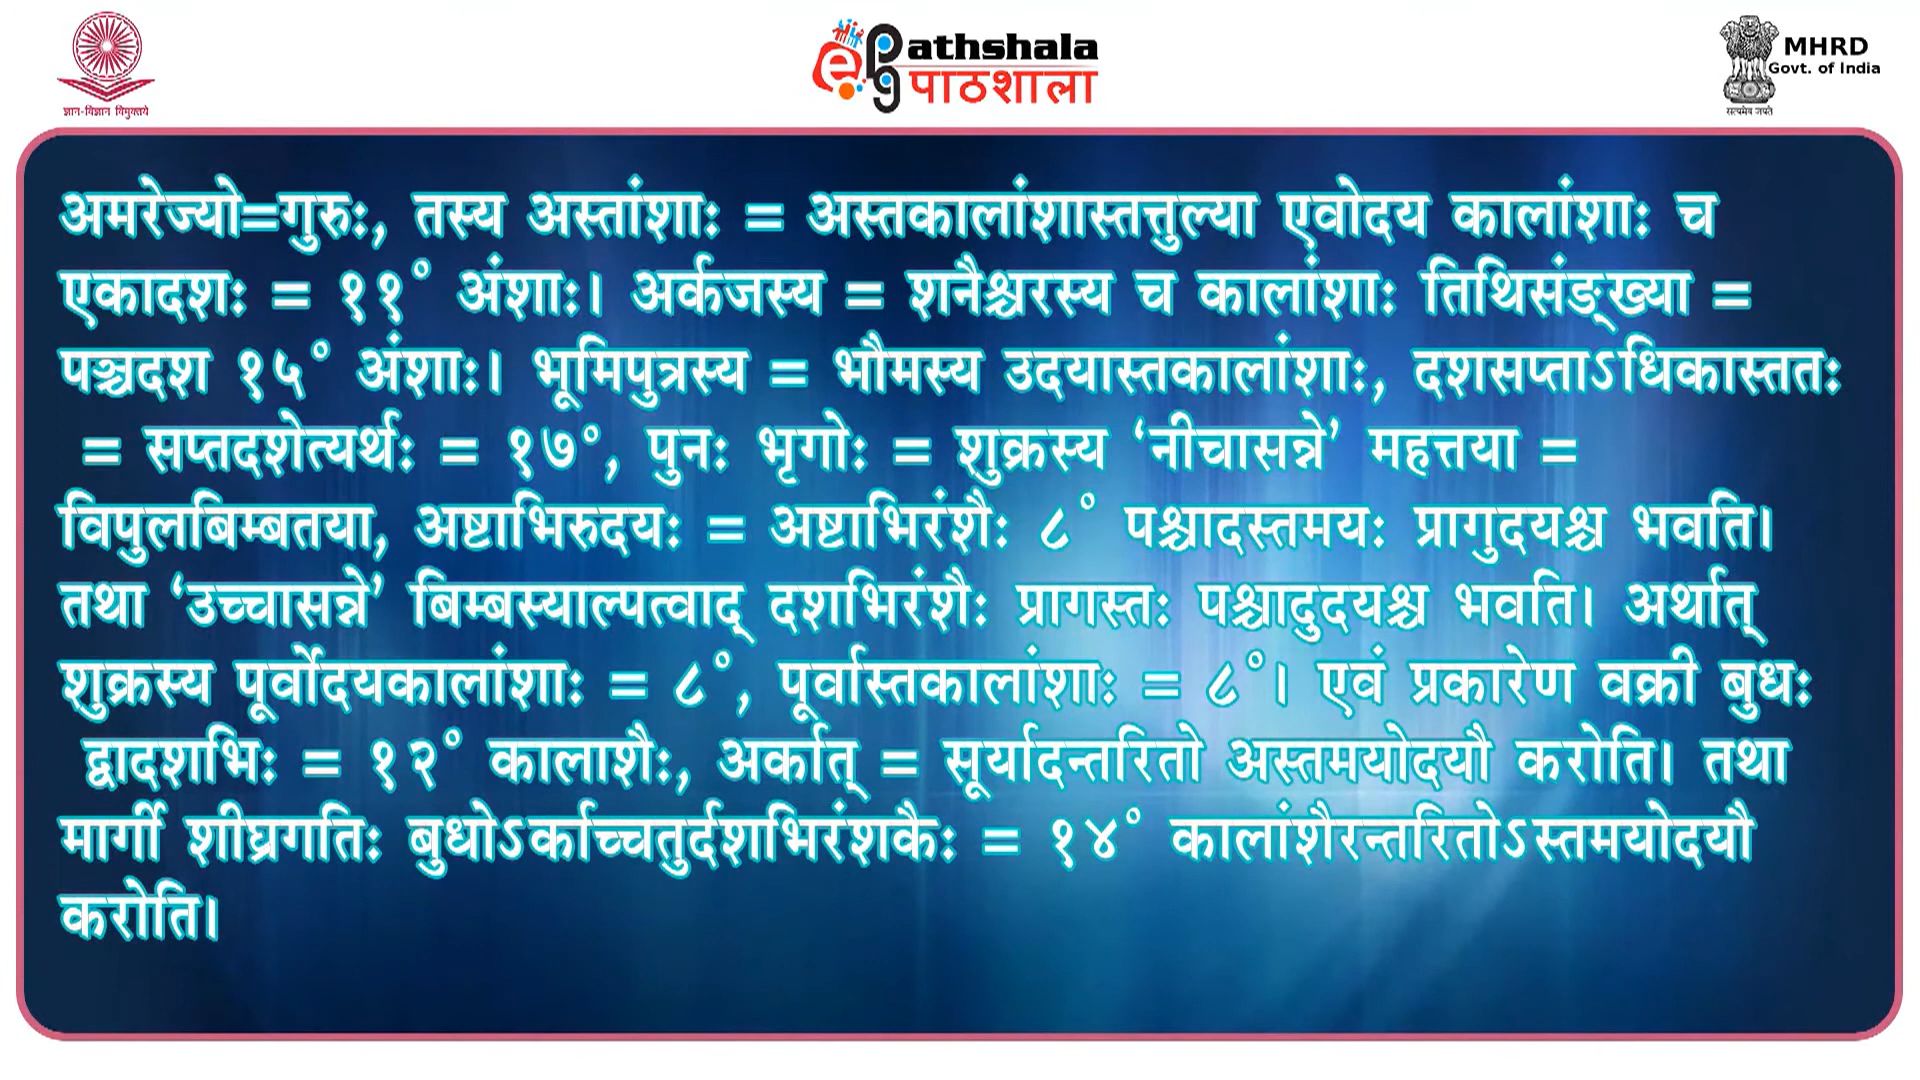 ज्ञान-विज्ञान विमुक्तये
ePathshala
पाठशाला
MHRD
Govt. of India
सत्यमेव जयते
अमरेज्यो=गुरुः, तस्य अस्तांशाः = अस्तकालांशास्तत्तुल्या एवोदय कालांशाः च
एकादशः = ११° अंशाः। अर्कजस्य = शनैश्चरस्य च कालांशाः तिथिसंङ्ख्या =
पञ्चदश १५° अंशाः। भूमिपुत्रस्य = भौमस्य उदयास्तकालांशाः, दशसप्ताऽधिकास्ततः
= सप्तदशेत्यर्थः = १७°, पुनः भृगोः = शुक्रस्य ‘नीचासन्ने’ महत्तया =
विपुलबिम्बतया, अष्टाभिरुदयः = अष्टाभिरंशैः ८° पश्चादस्तमयः प्रागुदयश्च भवति।
तथा ‘उच्चासन्ने’ बिम्बस्याल्पत्वाद् दशभिरंशैः प्रागस्तः पश्चादुदयश्च भवति। अर्थात्
शुक्रस्य पूर्वोदयकालांशाः = ८°, पूर्वास्तकालांशाः = ८°। एवं प्रकारेण वक्री बुधः
द्वादशभिः = १२° कालाशैः, अर्कात् = सूर्यादन्तरितो अस्तमयोदयौ करोति। तथा
मार्गी शीघ्रगतिः बुधोऽर्काच्चतुर्दशभिरंशकैः = १४° कालांशैरन्तरितोऽस्तमयोदयौ
करोति।